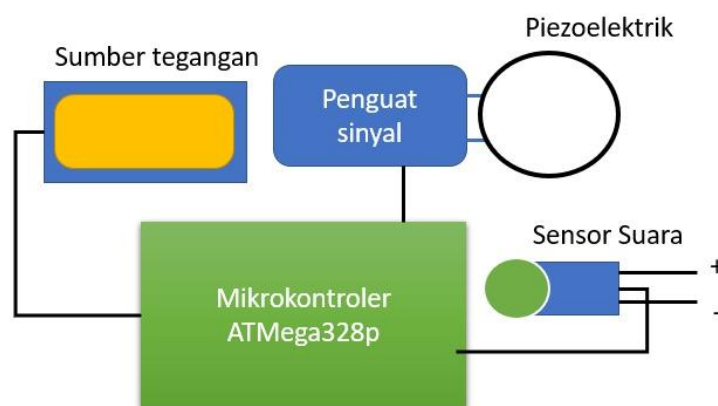 Piezoelektrik
Sumber tegangan
Penguat
sinyal
Sensor Suara
+
-
Mikrokontroler
ATMega328p